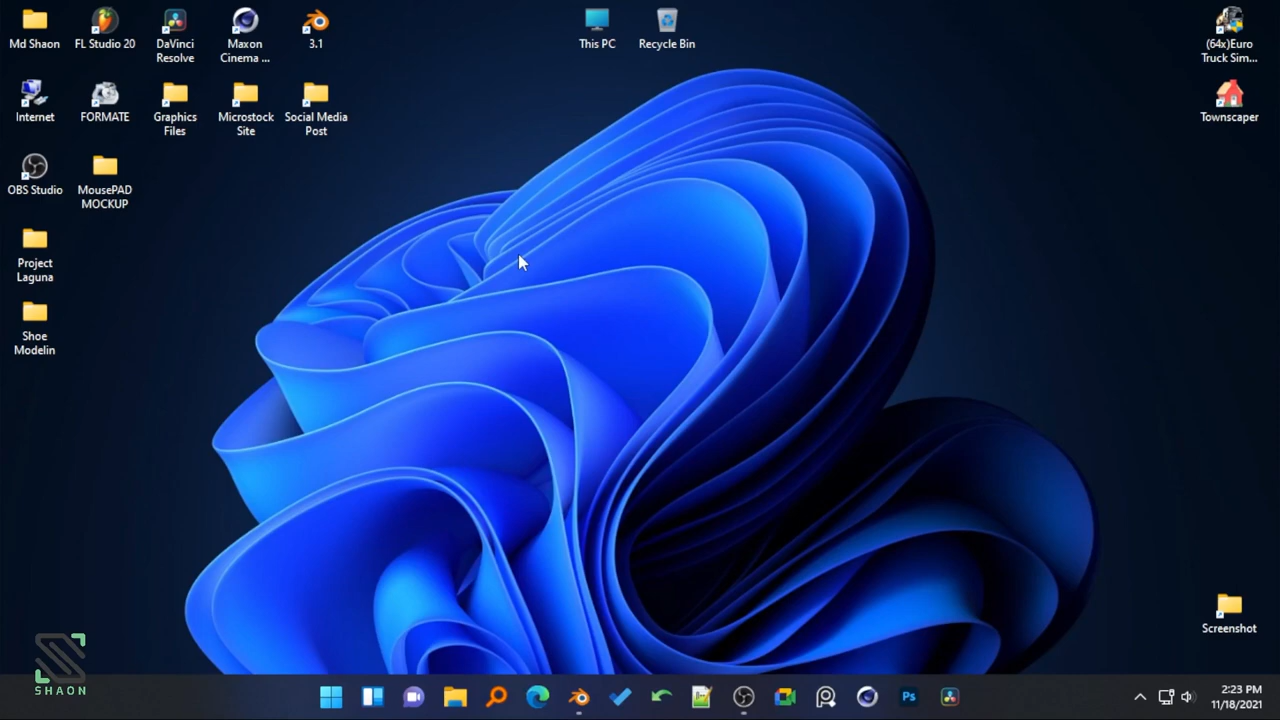 Md Shaon
FL Studio 20
DaVinci
Resolve
Maxon
Cinema ...
3.1
This PC
Recycle Bin
(64x)Euro
Truck Sim...
Internet
FORMATE
Graphics
Files
Microstock
Site
Social Media
Post
Townscaper
OBS Studio
MousePAD
MOCKUP
Project
Laguna
Shoe
Modelin
Screenshot
SHAON
Ps
2:23 PM
11/18/2021